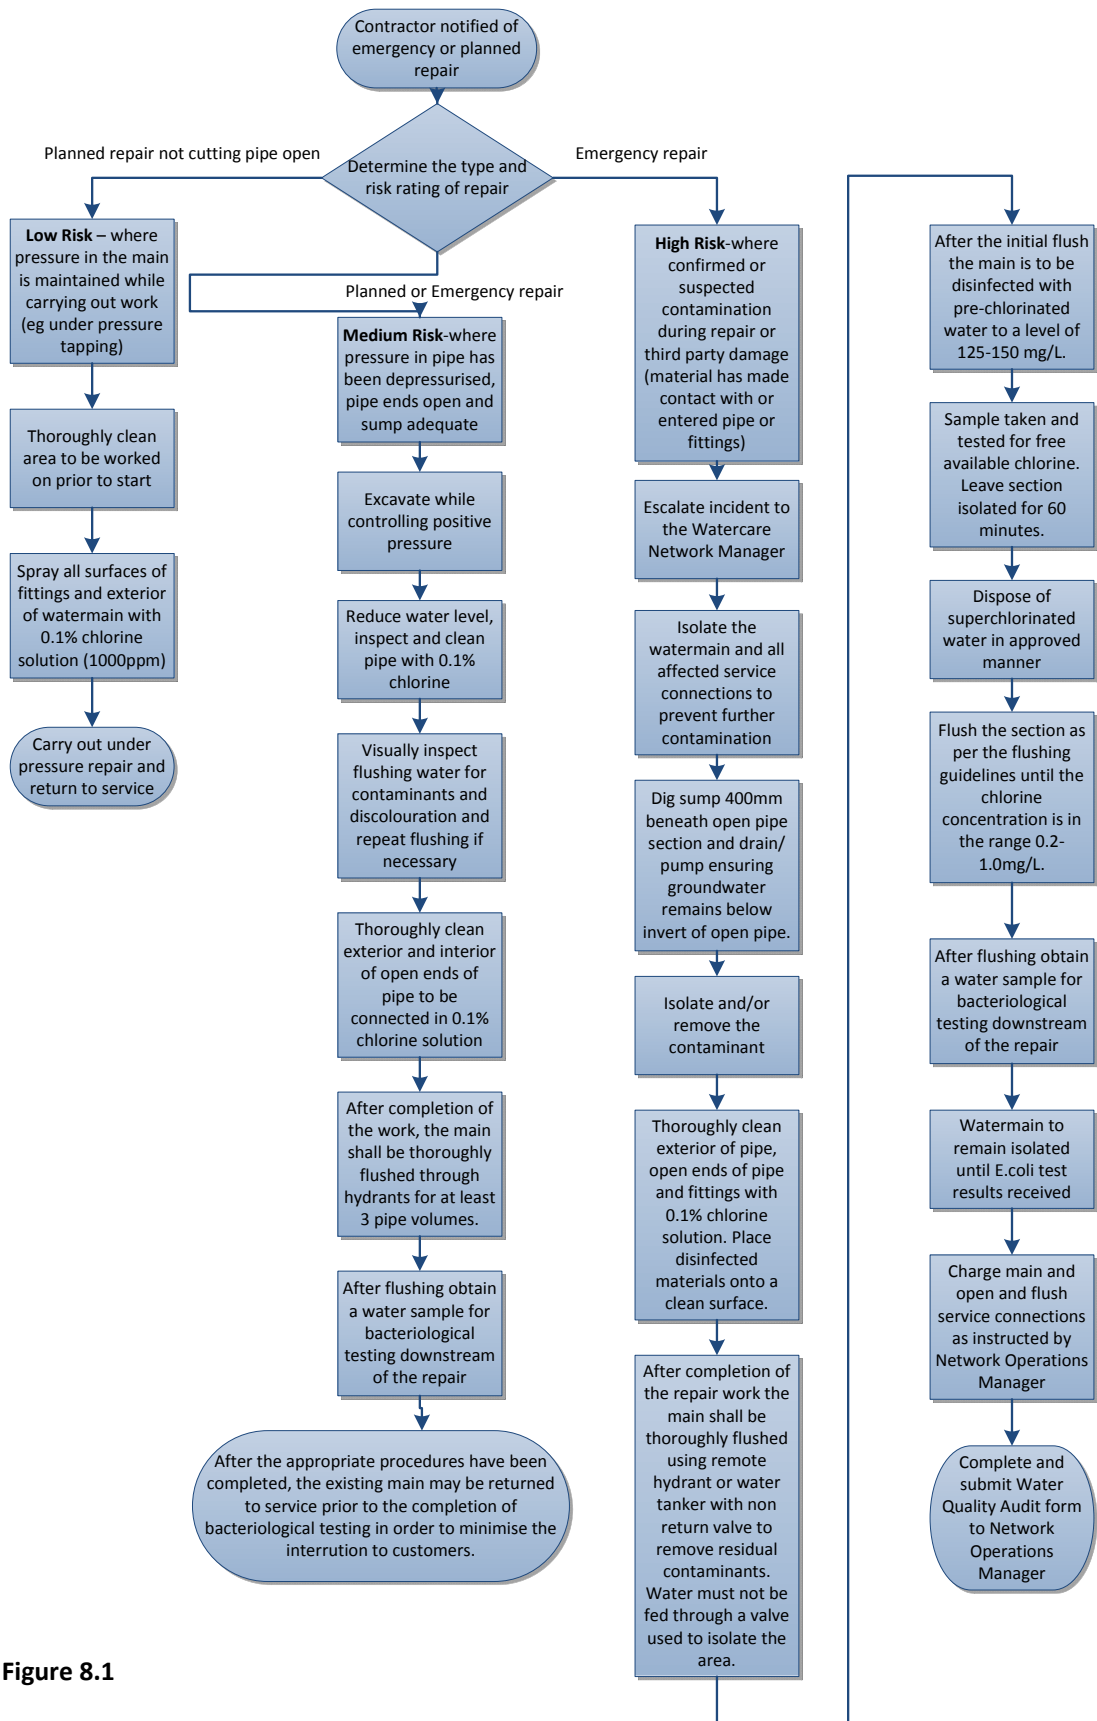 Contractor notified of
emergency or planned
repair
Planned repair not cutting pipe open
Determine the type and
risk rating of repair
Emergency repair
Low Risk – where
pressure in the main
is maintained while
carrying out work
(eg under pressure
tapping)
Thoroughly clean
area to be worked
on prior to start
Spray all surfaces of
fittings and exterior
of watermain with
0.1% chlorine
solution (1000ppm)
Carry out under
pressure repair and
return to service
Planned or Emergency repair
Medium Risk-where
pressure in pipe has
been depressurised,
pipe ends open and
sump adequate
Excavate while
controlling positive
pressure
Reduce water level,
inspect and clean
pipe with 0.1%
chlorine
Visually inspect
flushing water for
contaminants and
discolouration and
repeat flushing if
necessary
Thoroughly clean
exterior and interior
of open ends of
pipe to be
connected in 0.1%
chlorine solution
After completion of
the work, the main
shall be thoroughly
flushed through
hydrants for at least
3 pipe volumes.
After flushing obtain
a water sample for
bacteriological
testing downstream
of the repair
After the appropriate procedures have been
completed, the existing main may be returned
to service prior to the completion of
bacteriological testing in order to minimise the
interrution to customers.
High Risk-where
confirmed or
suspected
contamination
during repair or
third party damage
(material has made
contact with or
entered pipe or
fittings)
Escalate incident to
the Watercare
Network Manager
Isolate the
watermain and all
affected service
connections to
prevent further
contamination
Dig sump 400mm
beneath open pipe
section and drain/
pump ensuring
groundwater
remains below
invert of open pipe.
Isolate and/or
remove the
contaminant
Thoroughly clean
exterior of pipe,
open ends of pipe
and fittings with
0.1% chlorine
solution. Place
disinfected
materials onto a
clean surface.
After completion of
the repair work the
main shall be
thoroughly flushed
using remote
hydrant or water
tanker with non
return valve to
remove residual
contaminants.
Water must not be
fed through a valve
used to isolate the
area.
After the initial flush
the main is to be
disinfected with
pre-chlorinated
water to a level of
125-150 mg/L.
Sample taken and
tested for free
available chlorine.
Leave section
isolated for 60
minutes.
Dispose of
superchlorinated
water in approved
manner
Flush the section as
per the flushing
guidelines until the
chlorine
concentration is in
the range 0.2-
1.0mg/L.
After flushing obtain
a water sample for
bacteriological
testing downstream
of the repair
Watermain to
remain isolated
until E.coli test
results received
Charge main and
open and flush
service connections
as instructed by
Network Operations
Manager
Complete and
submit Water
Quality Audit form
to Network
Operations
Manager
Figure 8.1